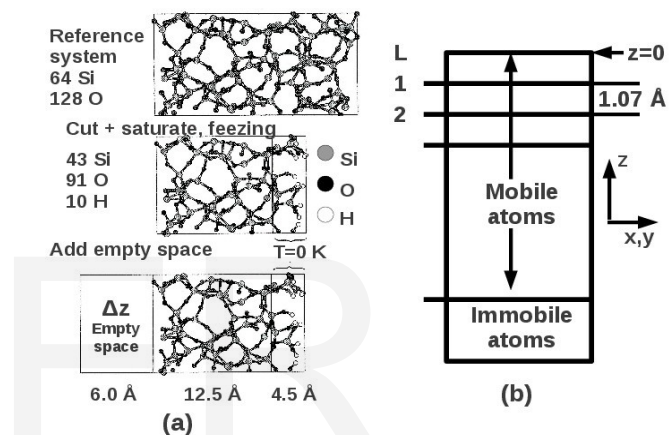 Reference
system
64 Si
128 O
Cut + saturate, feezing
43 Si
91 O
10 H
Si
O
H
Add empty space
T=0 K
Δz
Empty
space
6.0 Å
12.5 Å
4.5 Å
(a)
L
z=0
1
1.07 Å
2
z
x,y
Mobile
atoms
Immobile
atoms
(b)